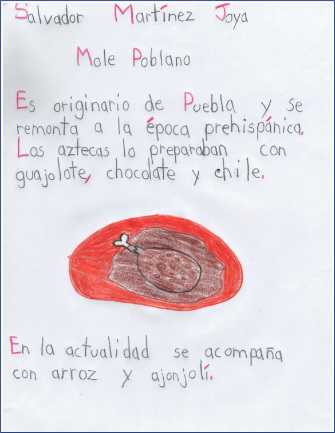 Salvador Martínez Joya
Mole Poblano
Es originario de Puebla y se
remonta a la época prehispánica.
Los aztecas lo preparaban con
guajolote, chocolate y chile.
En la actualidad se acompaña
con arroz y ajonjolí.